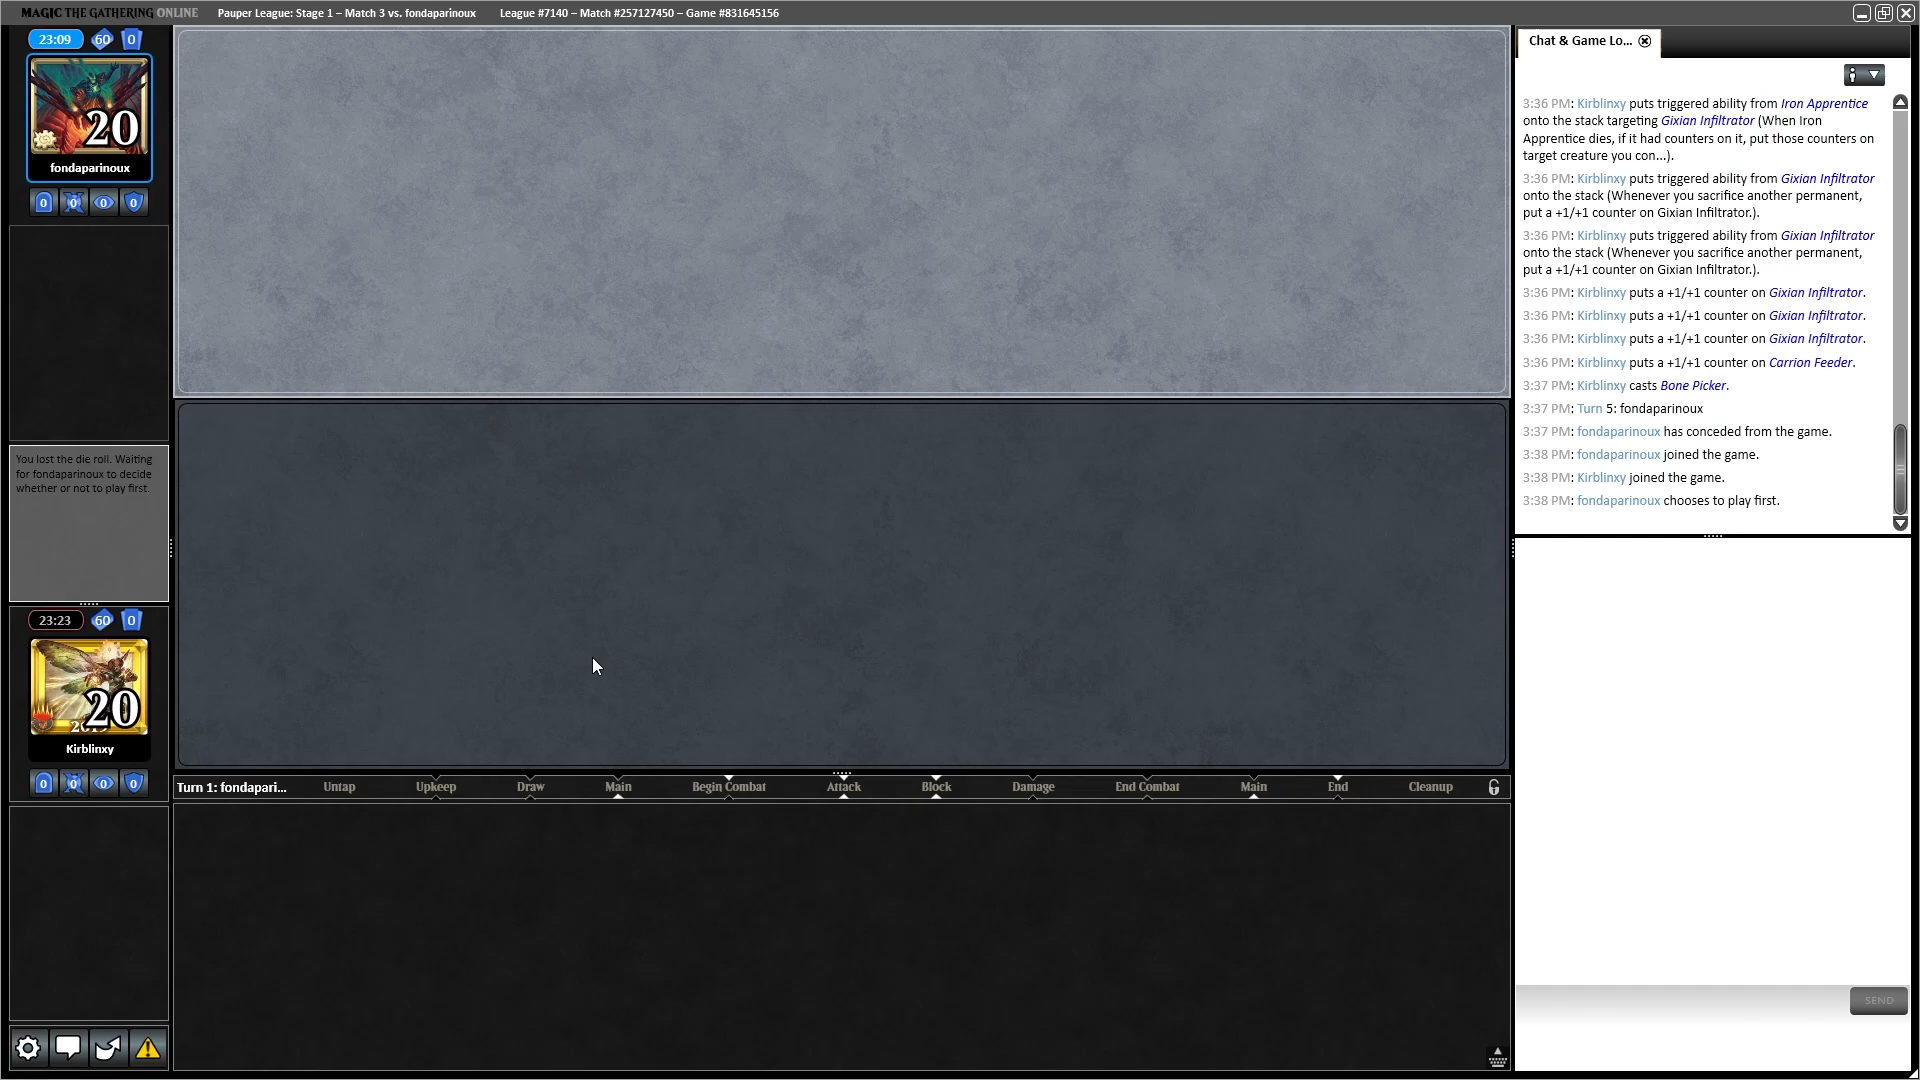 MAGIC THE GATHERING ONLINE Pauper League: Stage 1 – Match 3 vs. fondaparinoux League #7140 – Match #257127450 – Game #831645156
23:09 60 0
20
fondaparinoux
0 0 0 0
You lost the die roll. Waiting
for fondaparinoux to decide
whether or not to play first.
23:23 60 0
20
Kirblinxy
0 0 0 0
Turn 1: fondapari... Untap Upkeep Draw Main Begin Combat Attack Block Damage End Combat Main End Cleanup
Chat & Game Lo...
3:36 PM: Kirblinxy puts triggered ability from Iron Apprentice
onto the stack targeting Gixian Infiltrator (When Iron
Apprentice dies, if it had counters on it, put those counters on
target creature you con...).
3:36 PM: Kirblinxy puts triggered ability from Gixian Infiltrator
onto the stack (Whenever you sacrifice another permanent,
put a +1/+1 counter on Gixian Infiltrator.).
3:36 PM: Kirblinxy puts triggered ability from Gixian Infiltrator
onto the stack (Whenever you sacrifice another permanent,
put a +1/+1 counter on Gixian Infiltrator.).
3:36 PM: Kirblinxy puts a +1/+1 counter on Gixian Infiltrator.
3:36 PM: Kirblinxy puts a +1/+1 counter on Gixian Infiltrator.
3:36 PM: Kirblinxy puts a +1/+1 counter on Gixian Infiltrator.
3:36 PM: Kirblinxy puts a +1/+1 counter on Carrion Feeder.
3:37 PM: Kirblinxy casts Bone Picker.
3:37 PM: Turn 5: fondaparinoux
3:37 PM: fondaparinoux has conceded from the game.
3:38 PM: fondaparinoux joined the game.
3:38 PM: Kirblinxy joined the game.
3:38 PM: fondaparinoux chooses to play first.
SEND